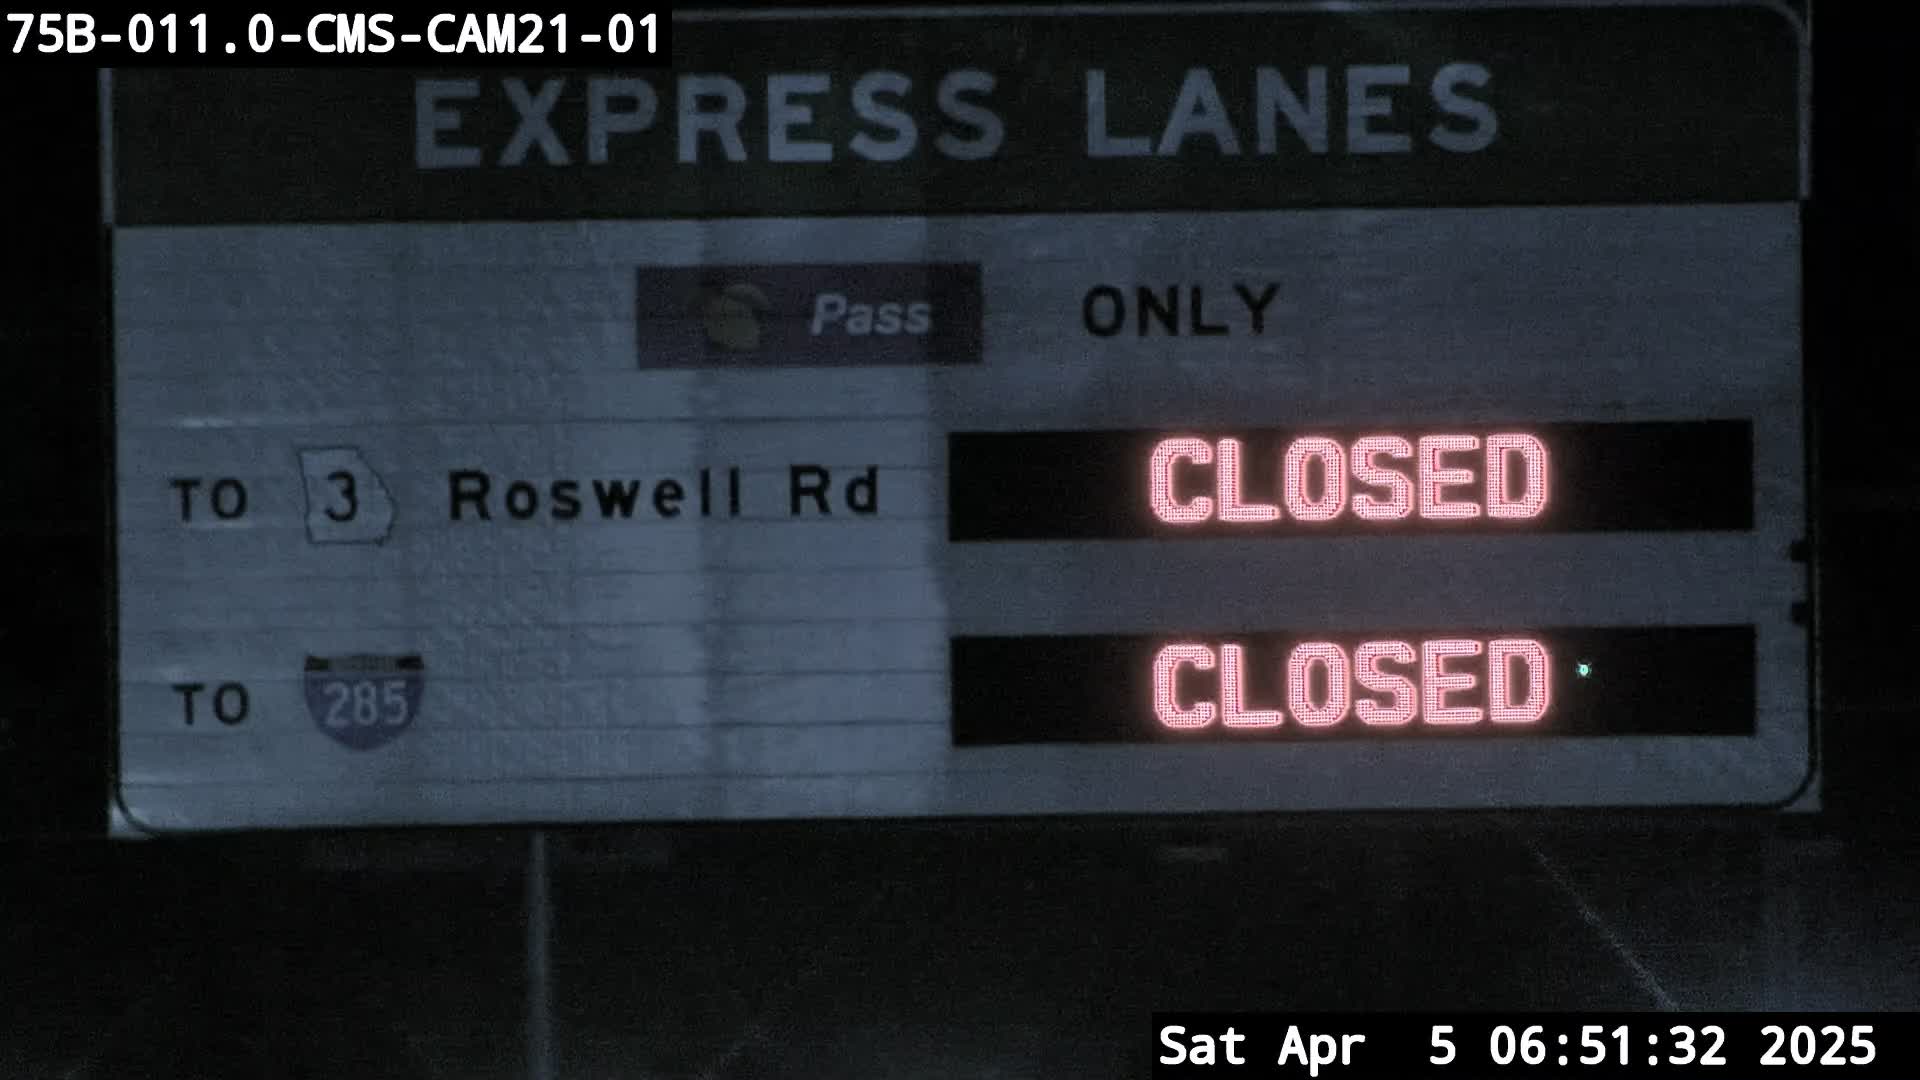 75B-011.0-CMS-CAM21-01
EXPRESS LANES
Pass ONLY
TO 3 Roswell Rd CLOSED
TO 285 CLOSED
Sat Apr 5 06:51:32 2025